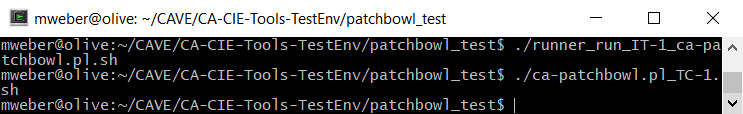 mweber@olive: ~/CAVE/CA-CIE-Tools-TestEnv/patchbowl_test
mweber@olive:~/CAVE/CA-CIE-Tools-TestEnv/patchbowl_test$ ./runner_run_IT-1_ca-pa
tchbowl.pl.sh
mweber@olive:~/CAVE/CA-CIE-Tools-TestEnv/patchbowl_test$ ./ca-patchbowl.pl_TC-1.
sh
mweber@olive:~/CAVE/CA-CIE-Tools-TestEnv/patchbowl_test$